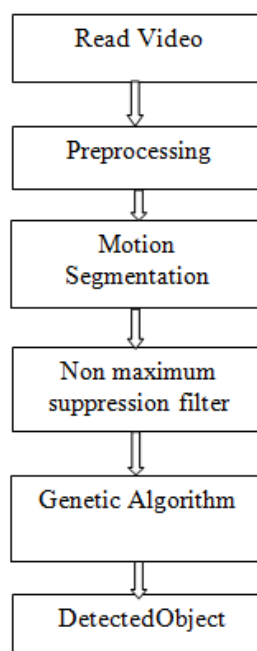 Read Video
Preprocessing
Motion
Segmentation
Non maximum
suppression filter
Genetic Algorithm
DetectedObject